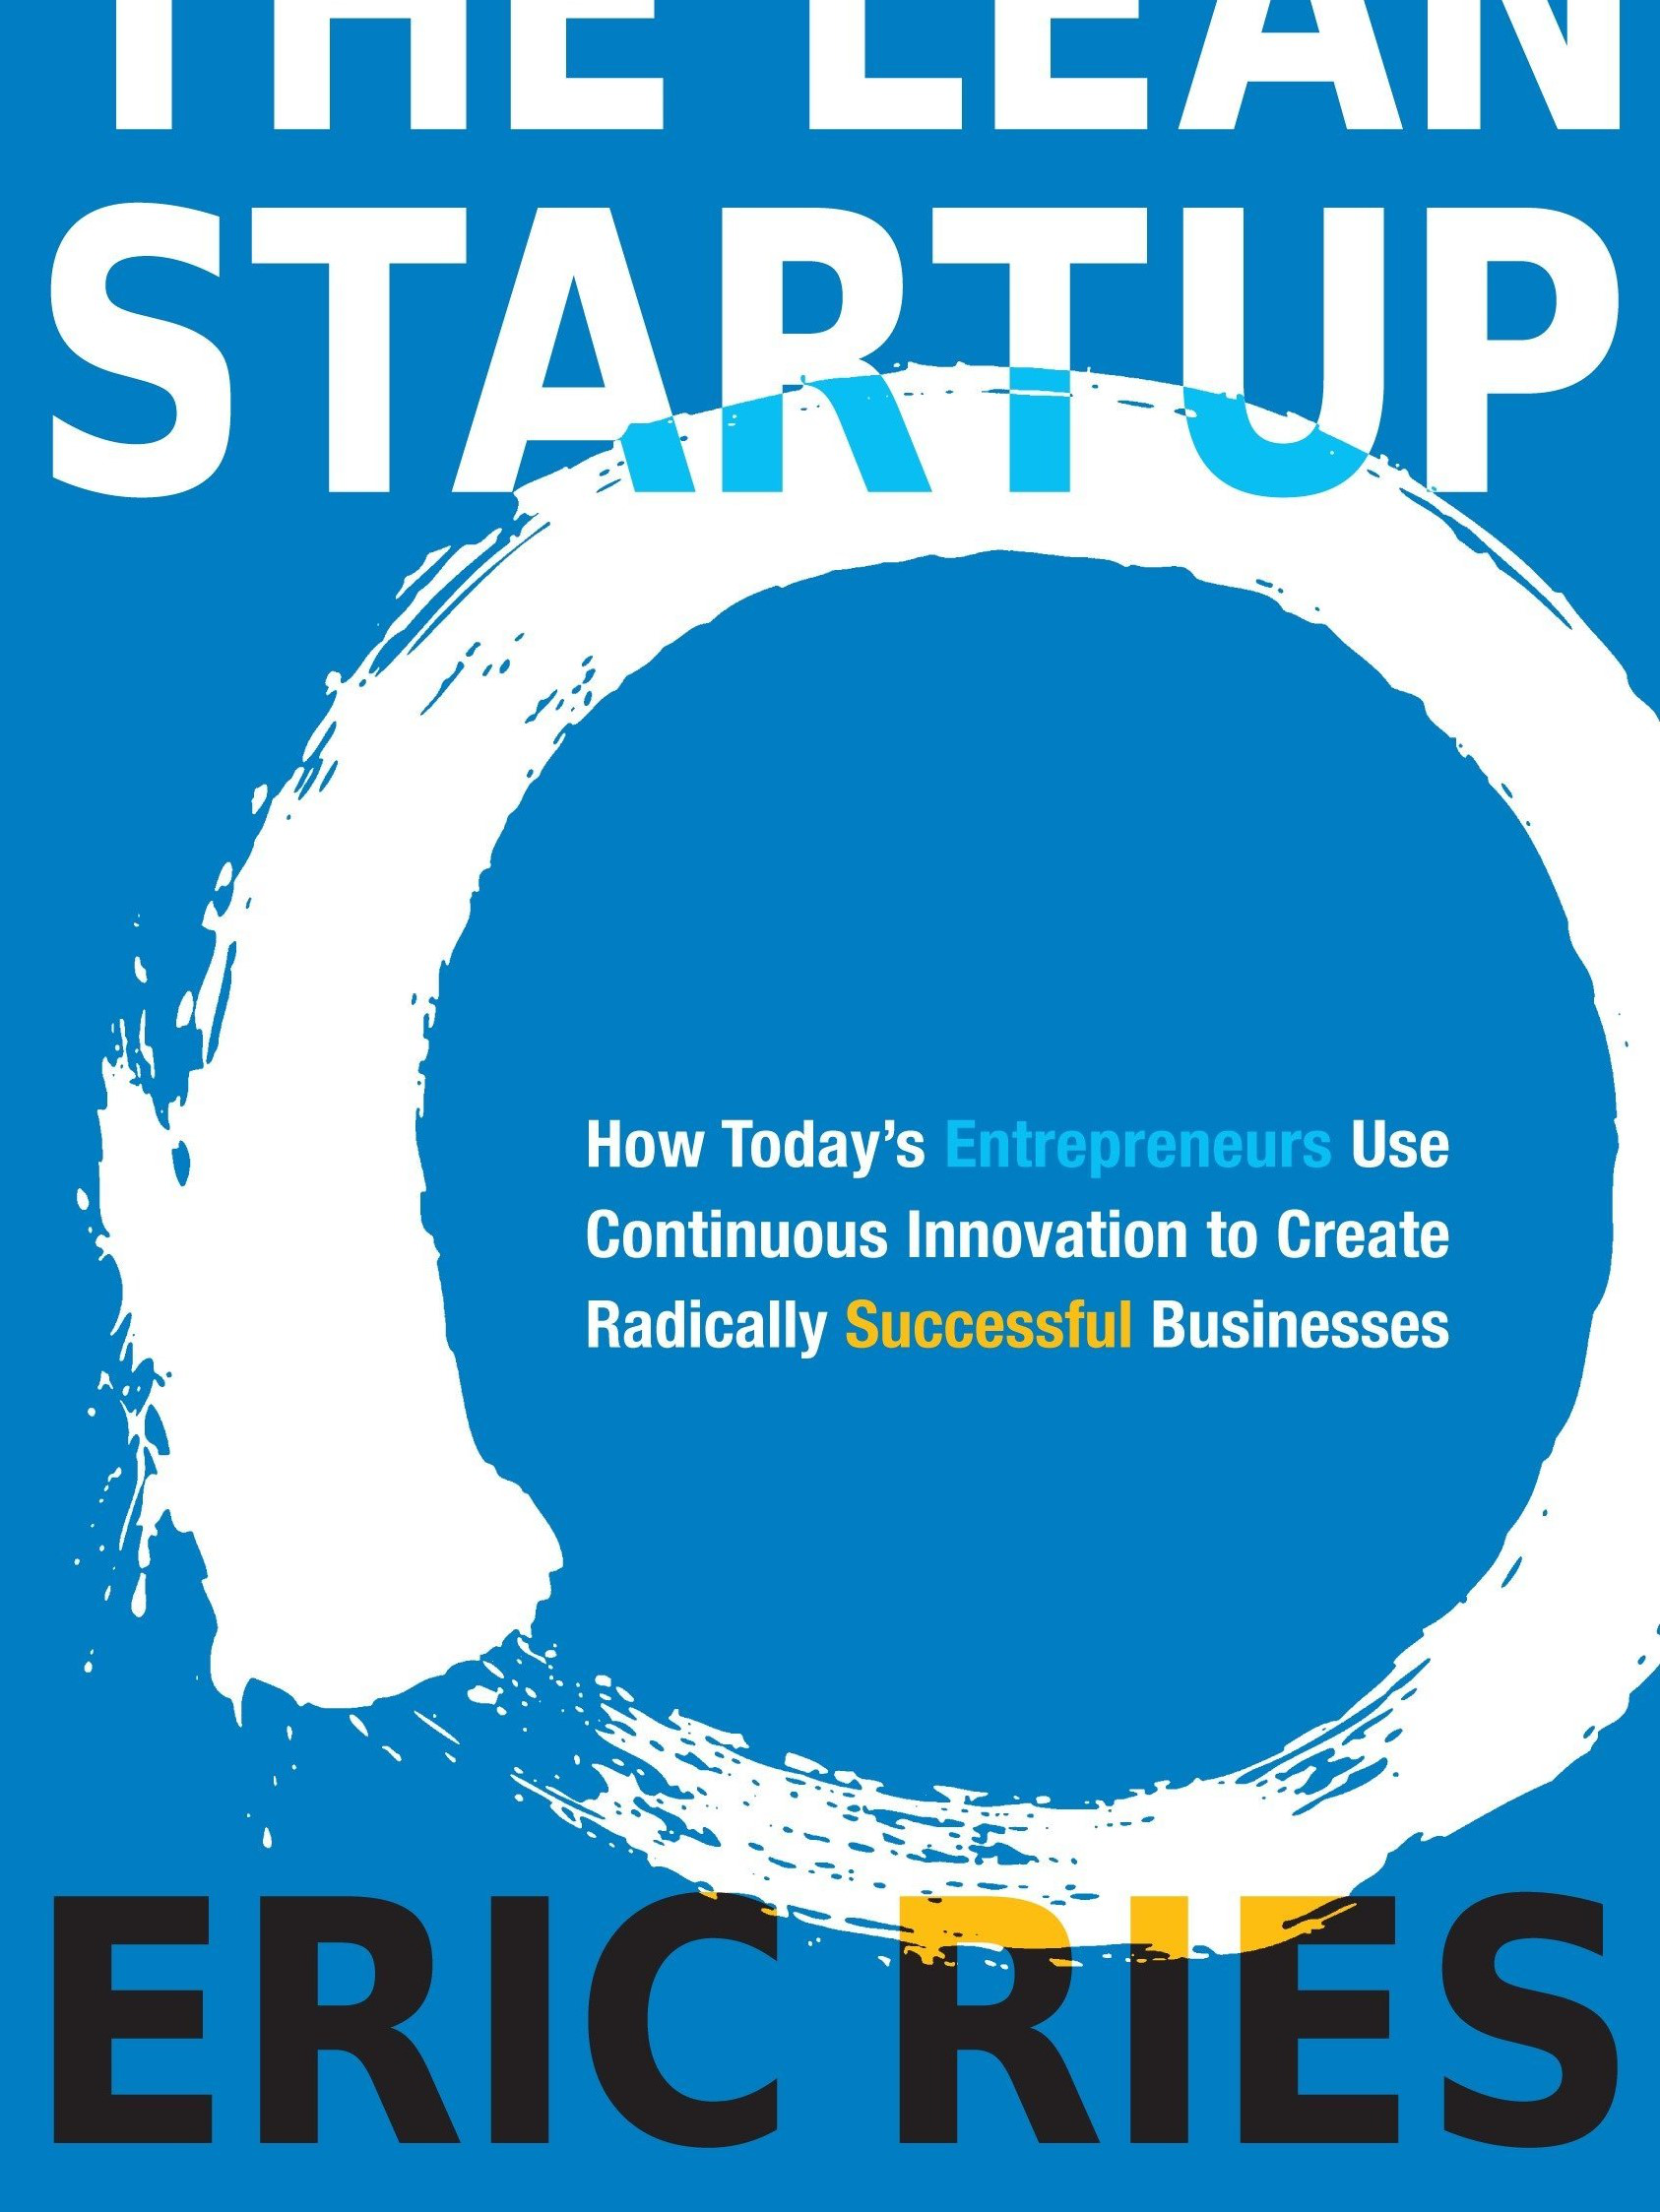 THE LEAN
STARTUP
How Today’s Entrepreneurs Use
Continuous Innovation to Create
Radically Successful Businesses
ERIC RIES